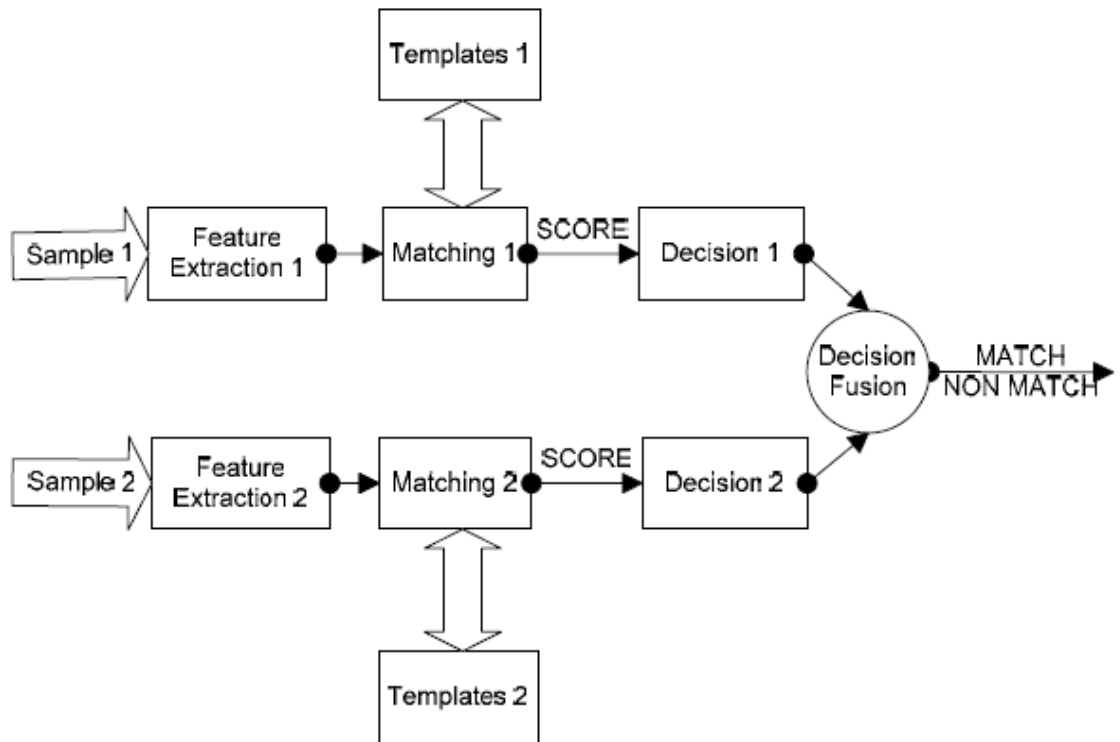 Templates 1
Sample 1
Feature
Extraction 1
Matching 1
SCORE
Decision 1
Decision
Fusion
MATCH
NON MATCH
Sample 2
Feature
Extraction 2
Matching 2
SCORE
Decision 2
Templates 2